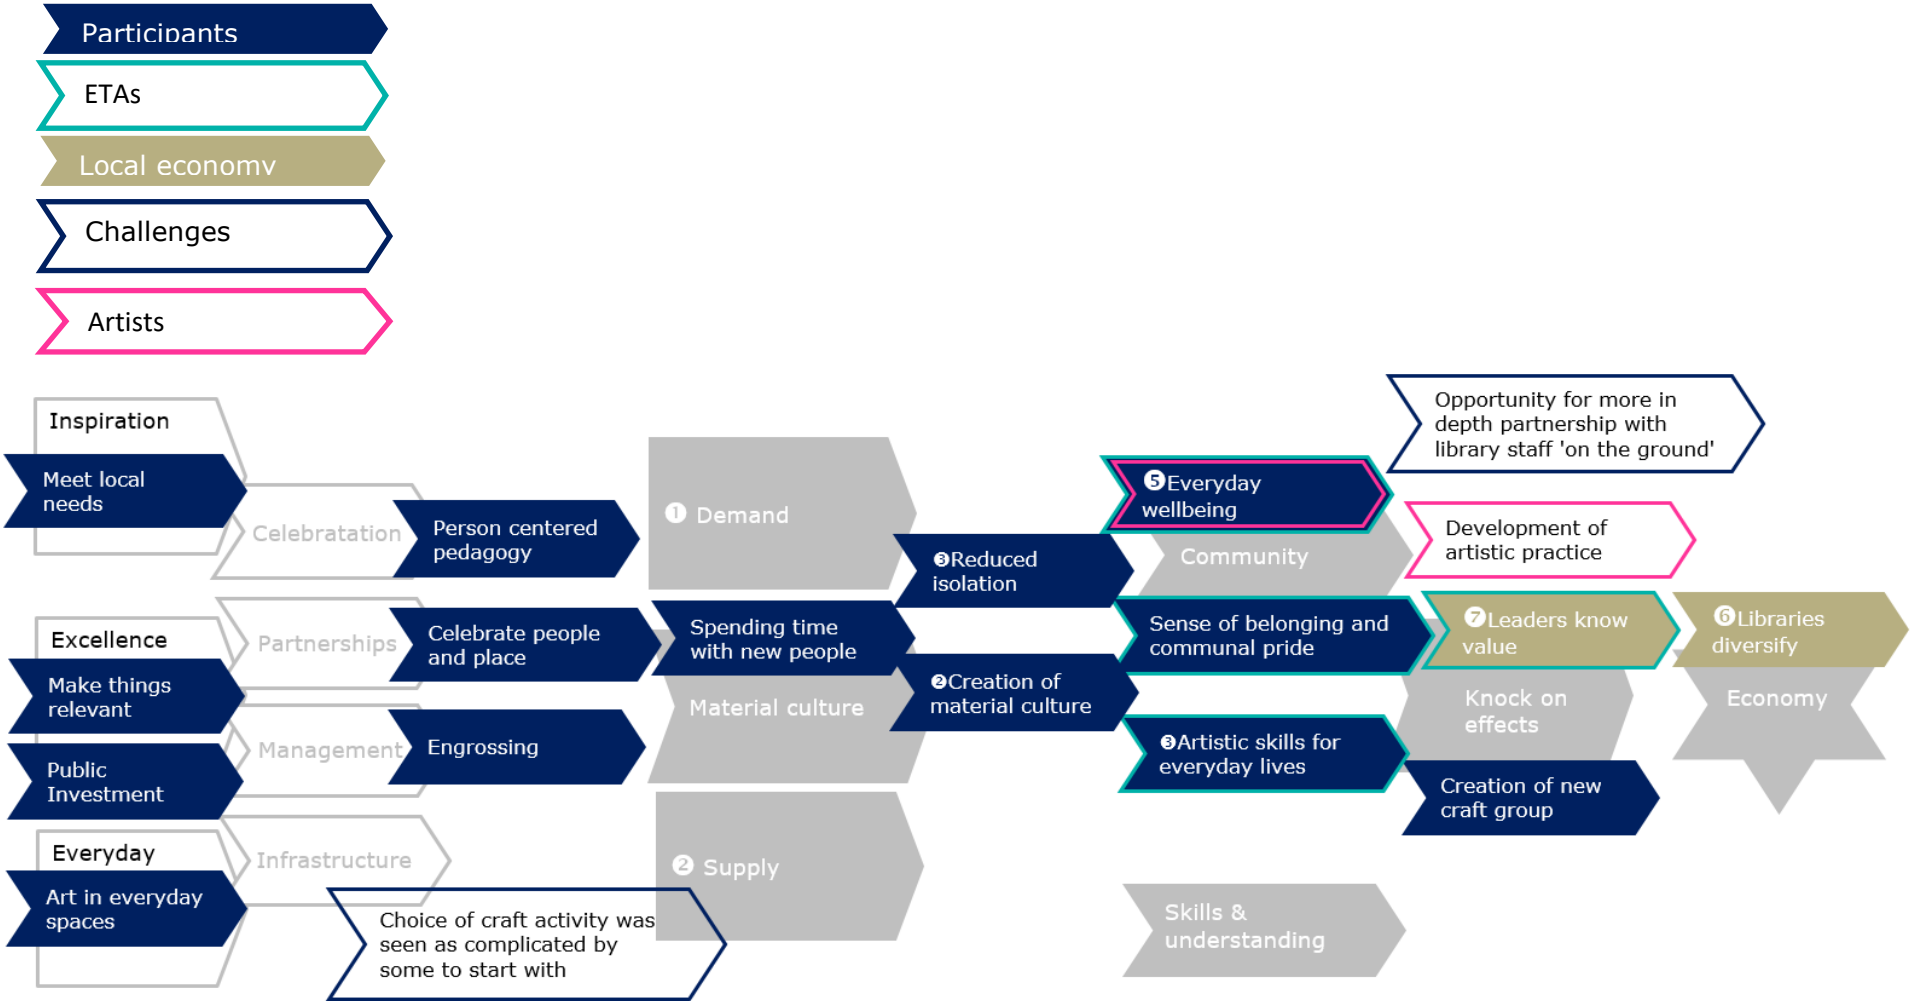 Participants
ETAs
Local economy
Challenges
Artists
Inspiration
Meet local
needs
Celebratation
Person centered
pedagogy
❶ Demand
❸Reduced
isolation
❺Everyday
wellbeing
Community
Opportunity for more in
depth partnership with
library staff 'on the ground'
Development of
artistic practice
Excellence
Make things
relevant
Public
Investment
Partnerships
Celebrate people
and place
Management
Engrossing
Spending time
with new people
Material culture
❷Creation of
material culture
Sense of belonging and
communal pride
❸Artistic skills for
everyday lives
❼Leaders know
value
Knock on
effects
Creation of new
craft group
❻Libraries
diversify
Economy
Everyday
Art in everyday
spaces
Infrastructure
Choice of craft activity was
seen as complicated by
some to start with
❷ Supply
Skills &
understanding